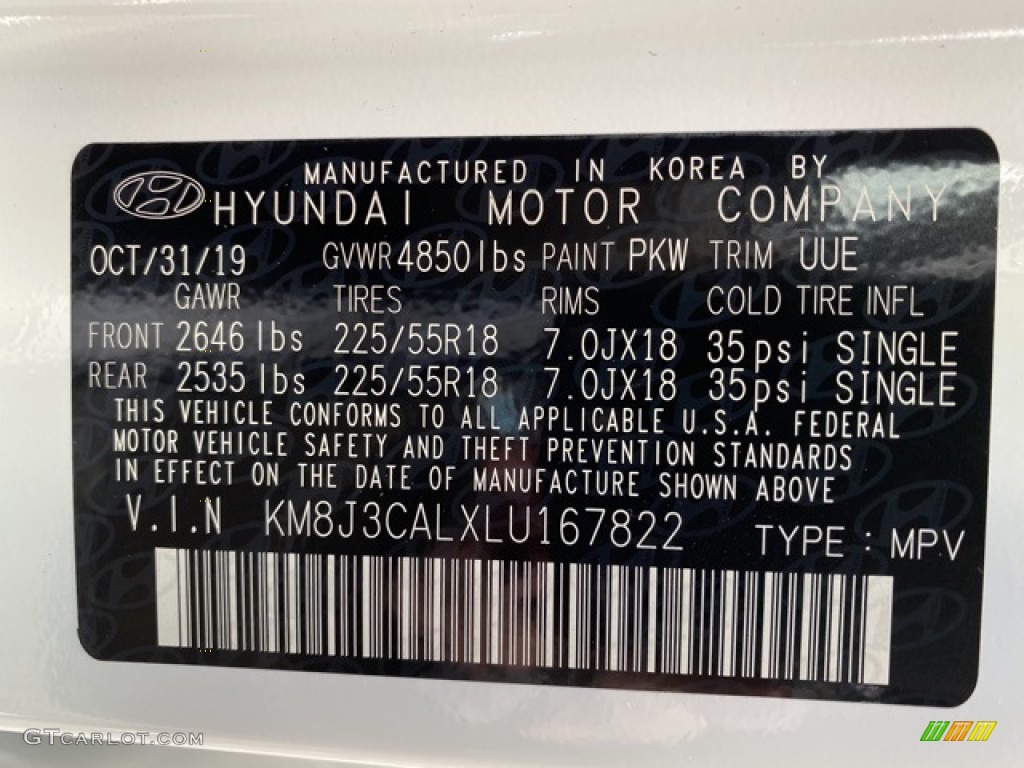 MANUFACTURED IN KOREA BY
HYUNDAI MOTOR COMPANY
OCT/31/19 GVWR 4850 lbs PAINT PKW TRIM UUE
GAWR TIRES RIMS COLD TIRE INFL
FRONT 2646 lbs 225/55R18 7.0JX18 35psi SINGLE
REAR 2535 lbs 225/55R18 7.0JX18 35psi SINGLE
THIS VEHICLE CONFORMS TO ALL APPLICABLE U.S.A. FEDERAL
MOTOR VEHICLE SAFETY AND THEFT PREVENTION STANDARDS
IN EFFECT ON THE DATE OF MANUFACTURE SHOWN ABOVE
V.I.N KM8J3CALXLU167822 TYPE : MPV
GTCARLOT.COM